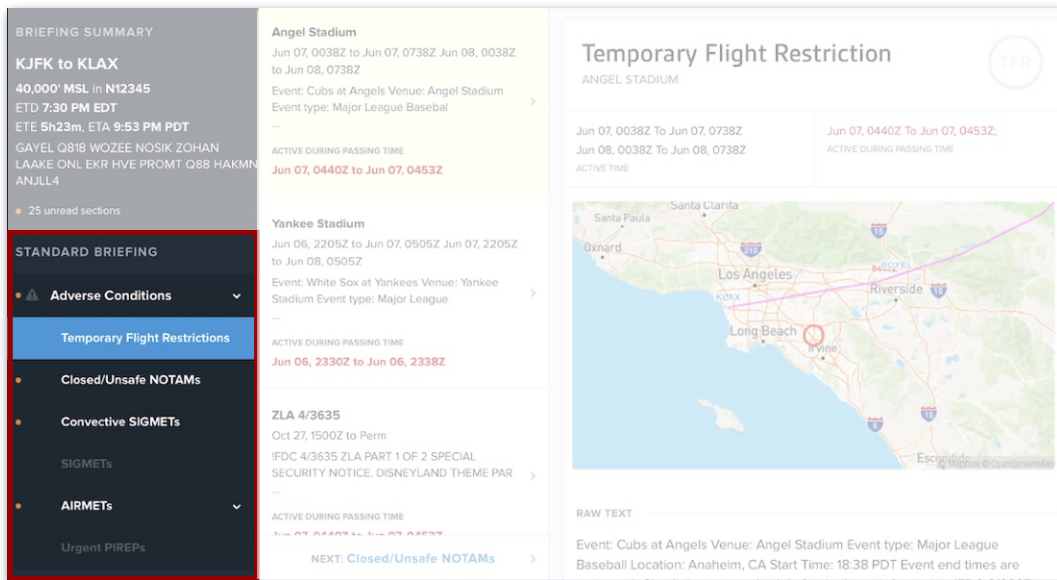 BRIEFING SUMMARY
KJFK to KLAX
40,000' MSL in N12345
ETD 7:30 PM EDT
ETE 5h23m, ETA 9:53 PM PDT
GAYEL Q818 WOZEE NOSIK ZOHAN
LAAKE ONL EKR HVE PROMT Q88 HAKMN
ANJLL4
25 unread sections
STANDARD BRIEFING
Adverse Conditions
Temporary Flight Restrictions
Closed/Unsafe NOTAMs
Convective SIGMETs
SIGMETs
AIRMETs
Urgent PIREPs
Angel Stadium
Jun 07, 0038Z to Jun 07, 0738Z Jun 08, 0038Z
to Jun 08, 0738Z
Event: Cubs at Angels Venue: Angel Stadium
Event type: Major League Basebal
...
ACTIVE DURING PASSING TIME
Jun 07, 0440Z to Jun 07, 0453Z
Yankee Stadium
Jun 06, 2205Z to Jun 07, 0505Z Jun 07, 2205Z
to Jun 08, 0505Z
Event: White Sox at Yankees Venue: Yankee
Stadium Event type: Major League
...
ACTIVE DURING PASSING TIME
Jun 06, 2330Z to Jun 06, 2338Z
ZLA 4/3635
Oct 27, 1500Z to Perm
!FDC 4/3635 ZLA PART 1 OF 2 SPECIAL
SECURITY NOTICE. DISNEYLAND THEME PAR
...
ACTIVE DURING PASSING TIME
Jun 07, 0440Z to Jun 07, 0453Z
NEXT: Closed/Unsafe NOTAMs
Temporary Flight Restriction
ANGEL STADIUM
TFR
Jun 07, 0038Z To Jun 07, 0738Z
Jun 08, 0038Z To Jun 08, 0738Z
ACTIVE TIME
Jun 07, 0440Z To Jun 07, 0453Z;
ACTIVE DURING PASSING TIME
Santa Clarita
Santa Paula
15
Oxnard
210
Los Angeles
Riverside
10
KLAX
Long Beach
Irvine
15
5
Escondido
© Mapbox © OpenStreetMap
RAW TEXT
Event: Cubs at Angels Venue: Angel Stadium Event type: Major League
Baseball Location: Anaheim, CA Start Time: 18:38 PDT Event end times are